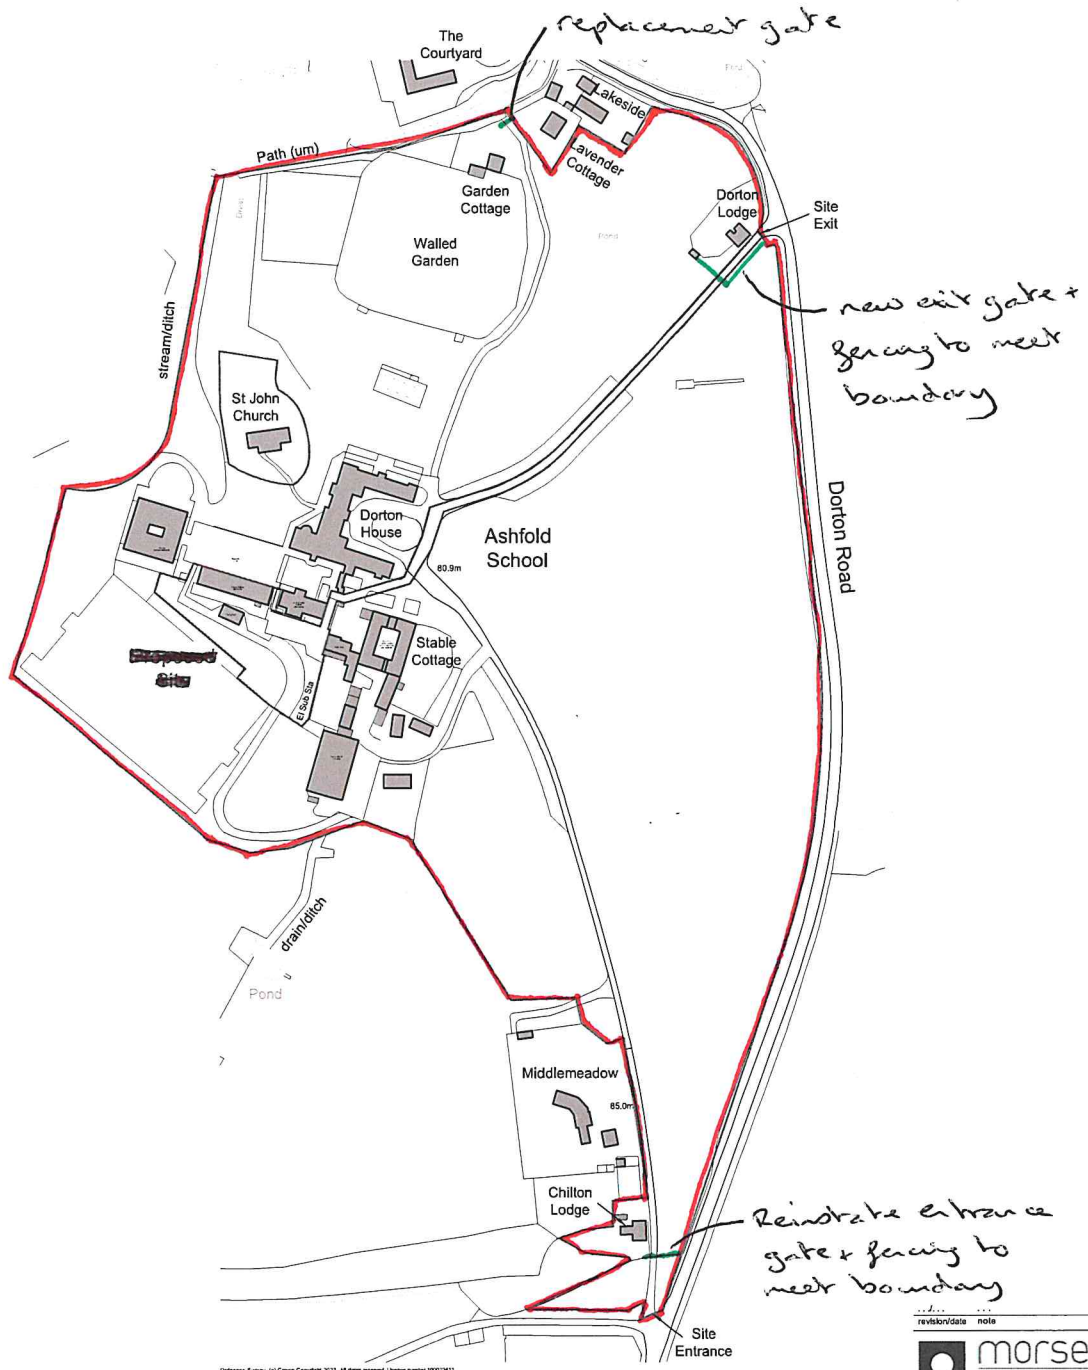 replacement gate
The
Courtyard
Lakeside
Path (um)
Lavender
Cottage
Garden
Cottage
Dorton
Lodge
Site
Exit
Pond
Walled
Garden
new exit gate +
fencing to meet
boundary
stream/ditch
St John
Church
Dorton
House
Ashfold
School
80.9m
Dorton Road
Stable
Cottage
Site
El Sub Sta
drain/ditch
Pond
Middlemeadow
85.0m
Chilton
Lodge
Reinstate entrance
gate + fencing to
meet boundary
Site
Entrance
revision/date note
morse